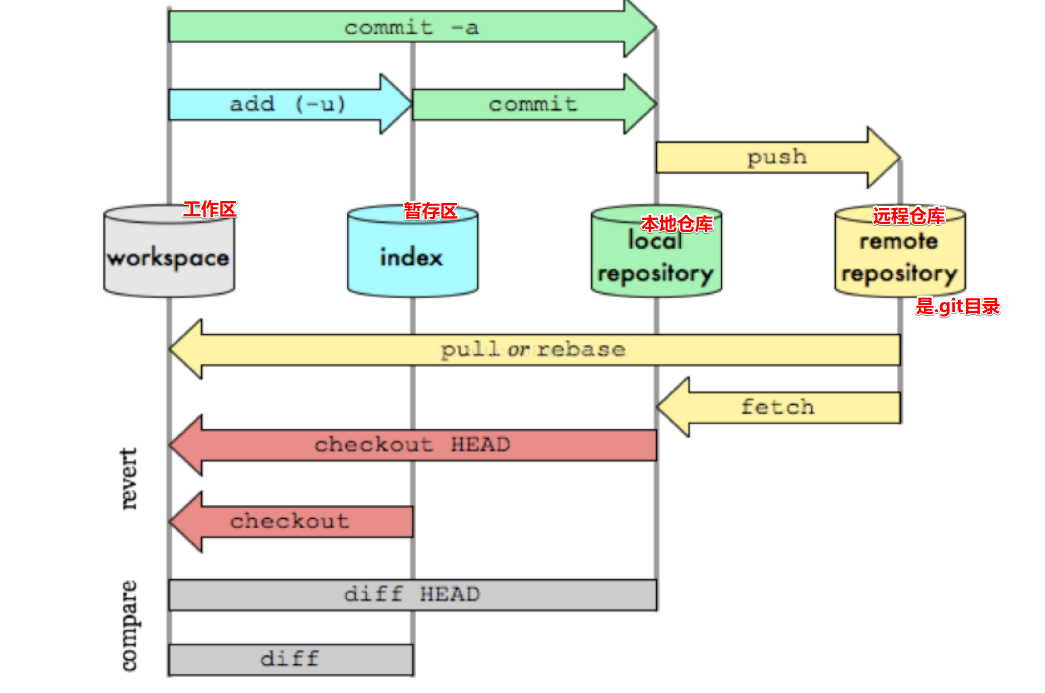 commit -a
add (-u)
commit
push
工作区
workspace
暂存区
index
本地仓库
local
repository
远程仓库
remote
repository
是.git目录
pull or rebase
fetch
revert
checkout HEAD
checkout
compare
diff HEAD
diff